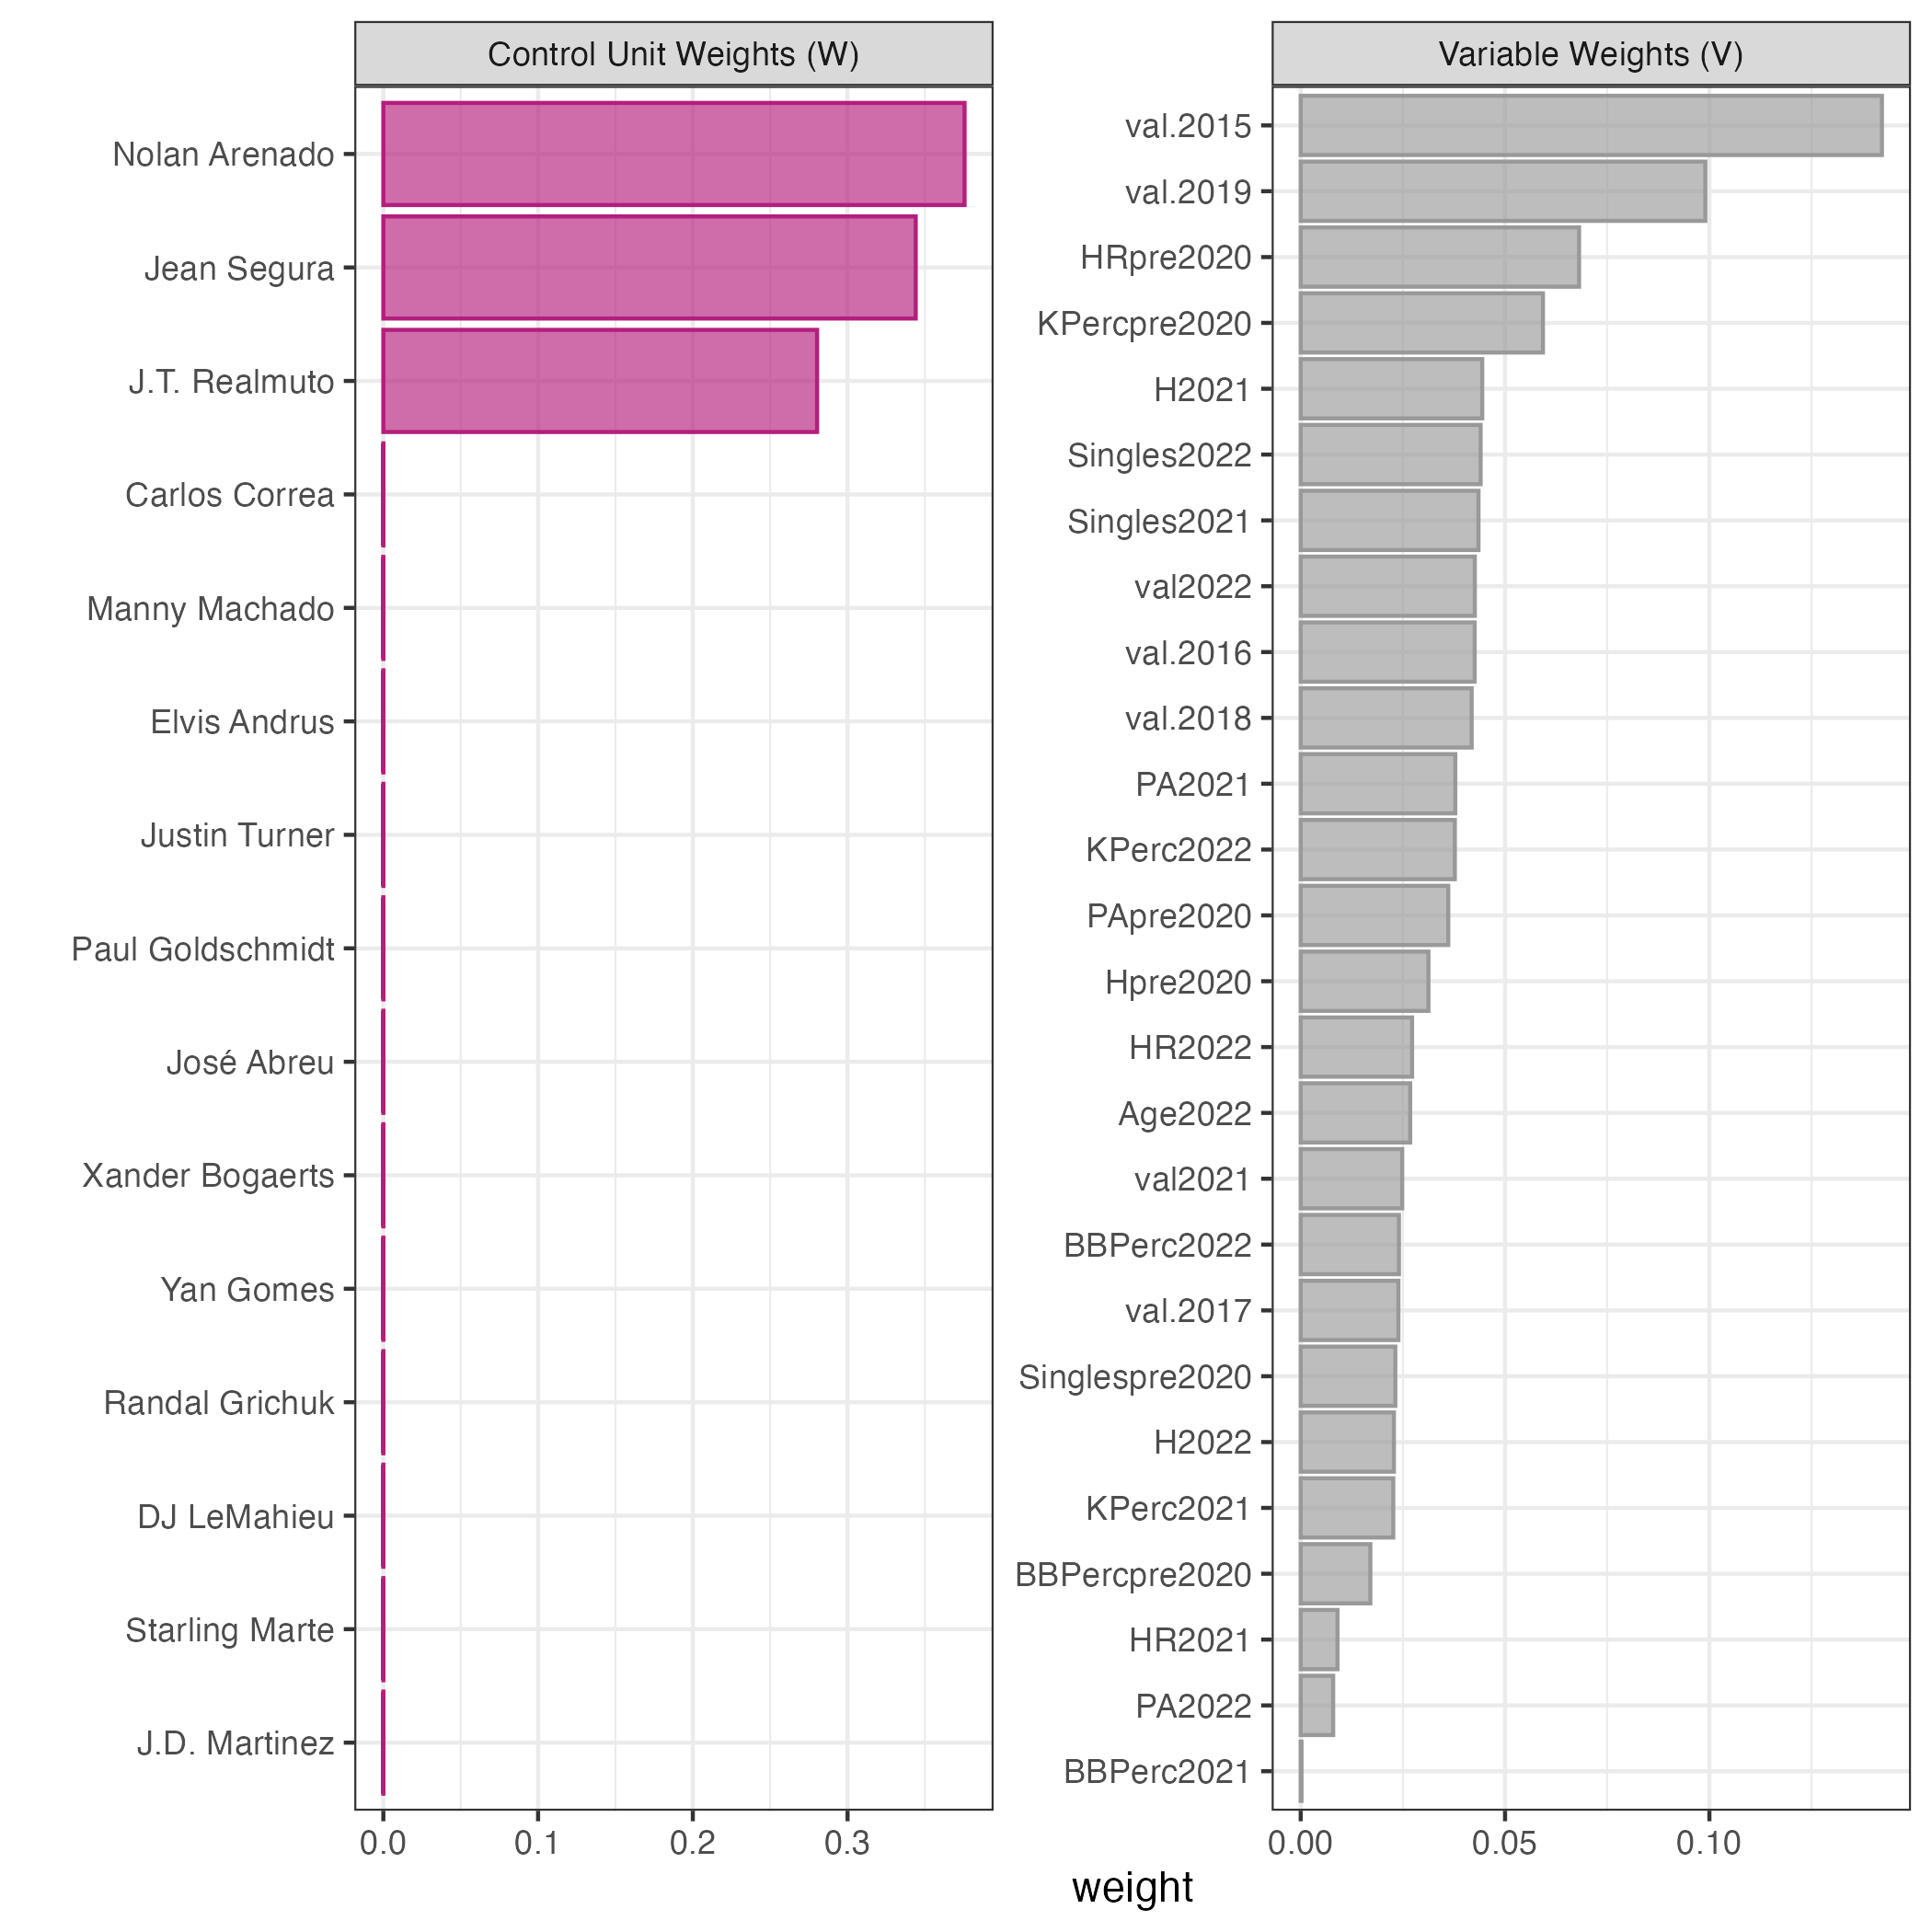 Control Unit Weights (W)
Nolan Arenado
Jean Segura
J.T. Realmuto
Carlos Correa
Manny Machado
Elvis Andrus
Justin Turner
Paul Goldschmidt
José Abreu
Xander Bogaerts
Yan Gomes
Randal Grichuk
DJ LeMahieu
Starling Marte
J.D. Martinez
0.0 0.1 0.2 0.3
Variable Weights (V)
val.2015
val.2019
HRpre2020
KPercpre2020
H2021
Singles2022
Singles2021
val2022
val.2016
val.2018
PA2021
KPerc2022
PApre2020
Hpre2020
HR2022
Age2022
val2021
BBPerc2022
val.2017
Singlespre2020
H2022
KPerc2021
BBPercpre2020
HR2021
PA2022
BBPerc2021
0.00 0.05 0.10
weight